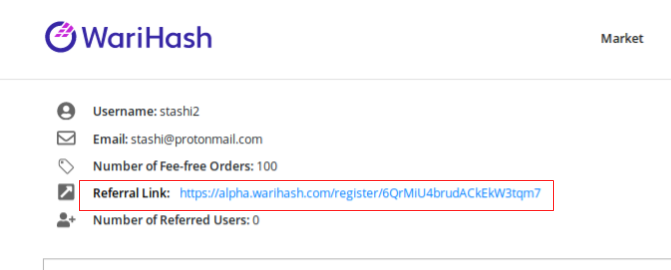 WariHash
Market
Username: stashi2
Email: stashi@protonmail.com
Number of Fee-free Orders: 100
Referral Link: https://alpha.warihash.com/register/6QrMiU4brudACkEkW3tqm7
Number of Referred Users: 0